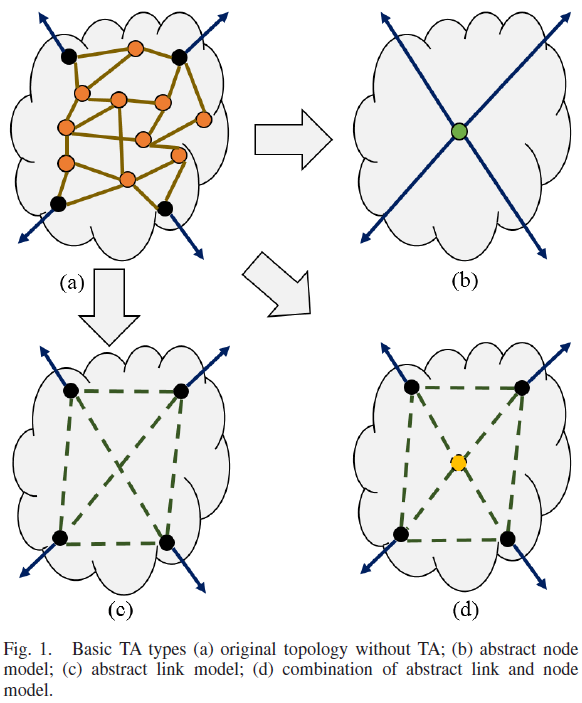 (a)
(b)
(c)
(d)
Fig. 1. Basic TA types (a) original topology without TA; (b) abstract node
model; (c) abstract link model; (d) combination of abstract link and node
model.